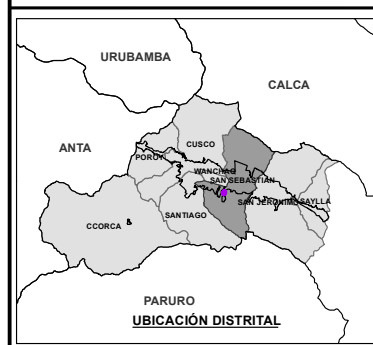 URUBAMBA
CALCA
ANTA
CUSCO
POROY
WANCHAQ
SAN SEBASTIAN
SAN JERONIMO
SAYLLA
CCORCA
SANTIAGO
PARURO
UBICACIÓN DISTRITAL